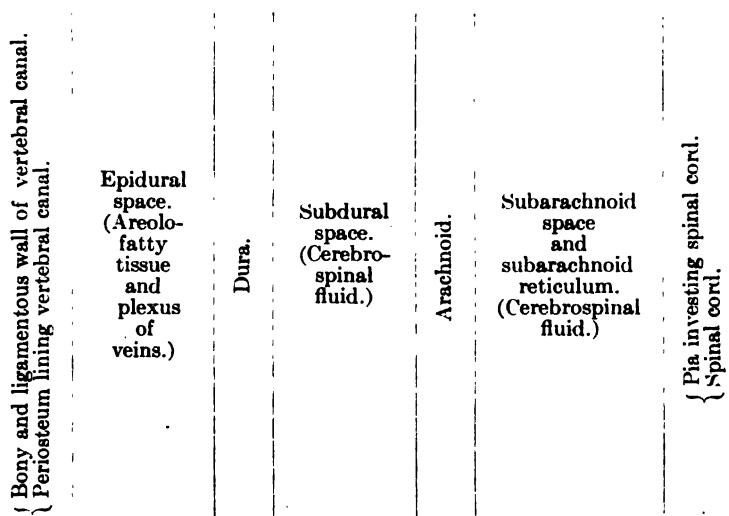 { Bony and ligamentous wall of vertebral canal.
{ Periosteum lining vertebral canal.
Epidural
space.
(Areolo-
fatty
tissue
and
plexus
of
veins.)
Dura.
Subdural
space.
(Cerebro-
spinal
fluid.)
Arachnoid.
Subarachnoid
space
and
subarachnoid
reticulum.
(Cerebrospinal
fluid.)
{ Pia investing spinal cord.
{ Spinal cord.